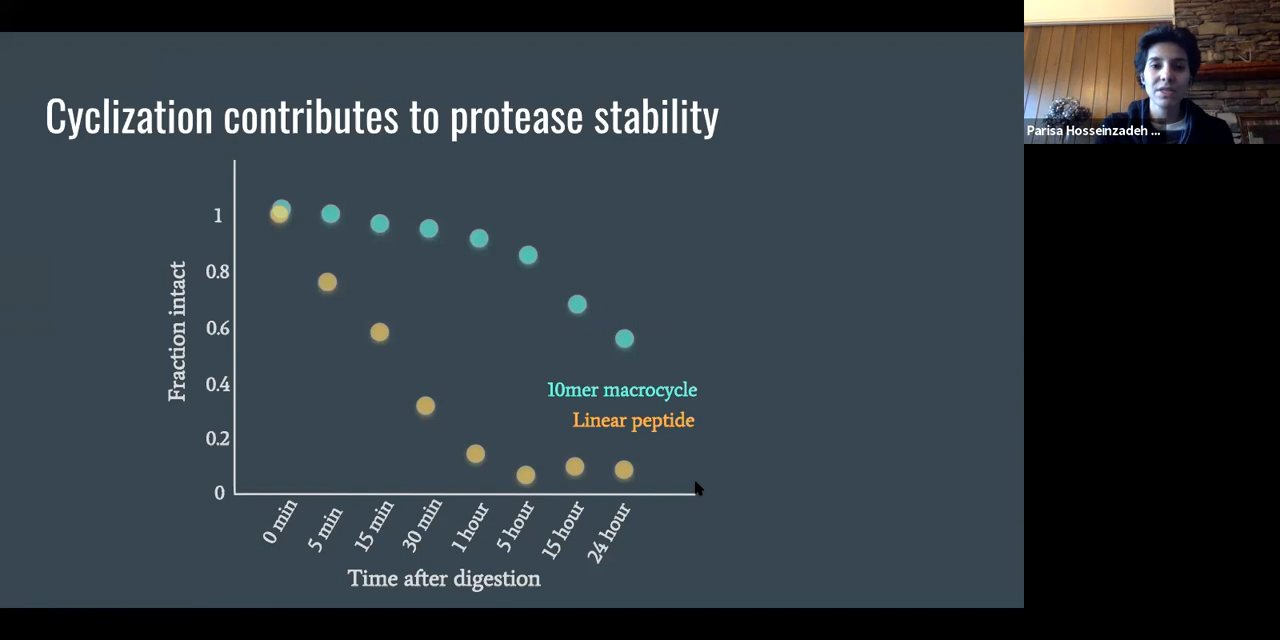 Cyclization contributes to protease stability
Parisa Hosseinzadeh ...
Fraction intact
1
0.8
0.6
0.4
0.2
0
10mer macrocycle
Linear peptide
0 min
5 min
15 min
30 min
1 hour
5 hour
15 hour
24 hour
Time after digestion